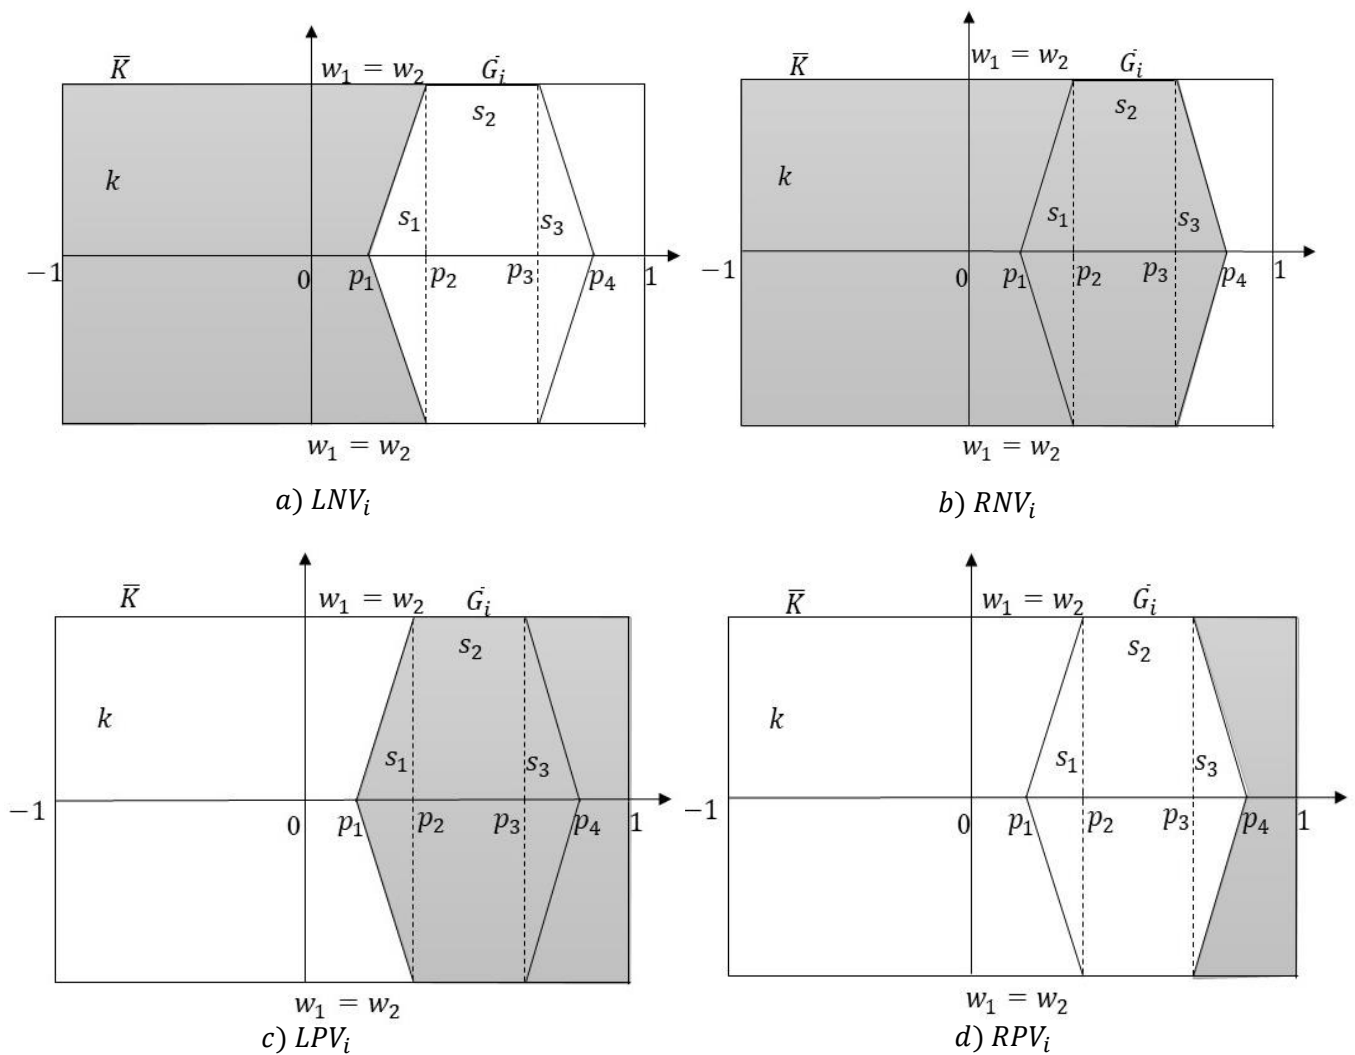 K̅ w₁ = w₂ Ġᵢ
s₂
k
s₁ s₃
−1 0 p₁ p₂ p₃ p₄ 1
w₁ = w₂
a) LNVᵢ
K̅ w₁ = w₂ Ġᵢ
s₂
k
s₁ s₃
−1 0 p₁ p₂ p₃ p₄ 1
w₁ = w₂
b) RNVᵢ
K̅ w₁ = w₂ Ġᵢ
s₂
k
s₁ s₃
−1 0 p₁ p₂ p₃ p₄ 1
w₁ = w₂
c) LPVᵢ
K̅ w₁ = w₂ Ġᵢ
s₂
k
s₁ s₃
−1 0 p₁ p₂ p₃ p₄ 1
w₁ = w₂
d) RPVᵢ